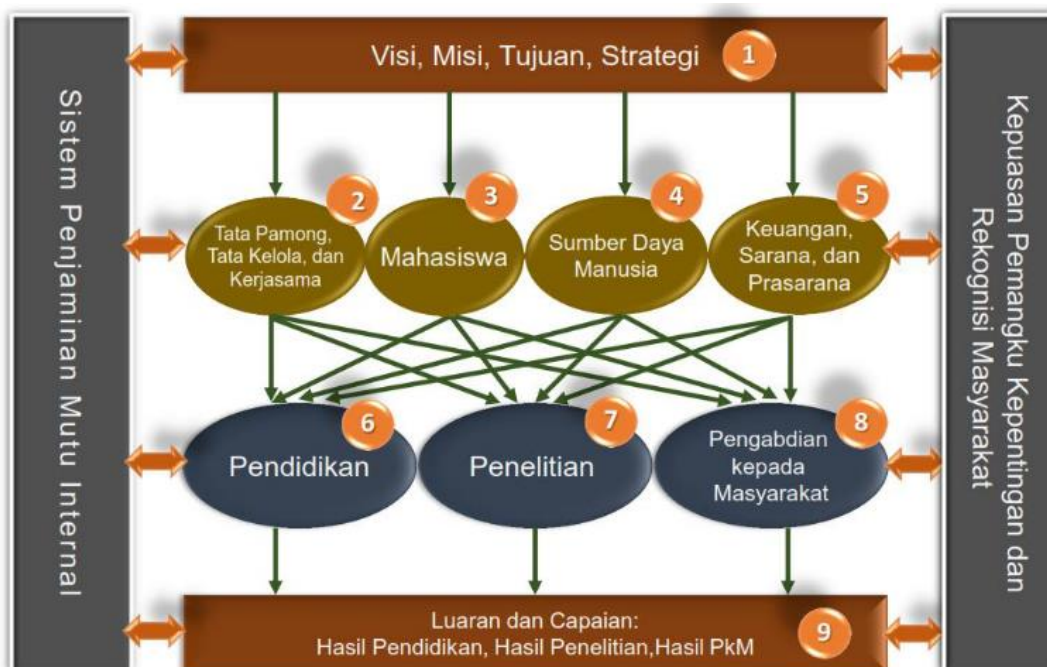 Sistem Penjaminan Mutu Internal
Visi, Misi, Tujuan, Strategi
1
2
Tata Pamong,
Tata Kelola, dan
Kerjasama
3
Mahasiswa
4
Sumber Daya
Manusia
5
Keuangan,
Sarana, dan
Prasarana
6
Pendidikan
7
Penelitian
8
Pengabdian
kepada
Masyarakat
Luaran dan Capaian:
Hasil Pendidikan, Hasil Penelitian,Hasil PkM
9
Kepuasan Pemangku Kepentingan dan
Rekognisi Masyarakat